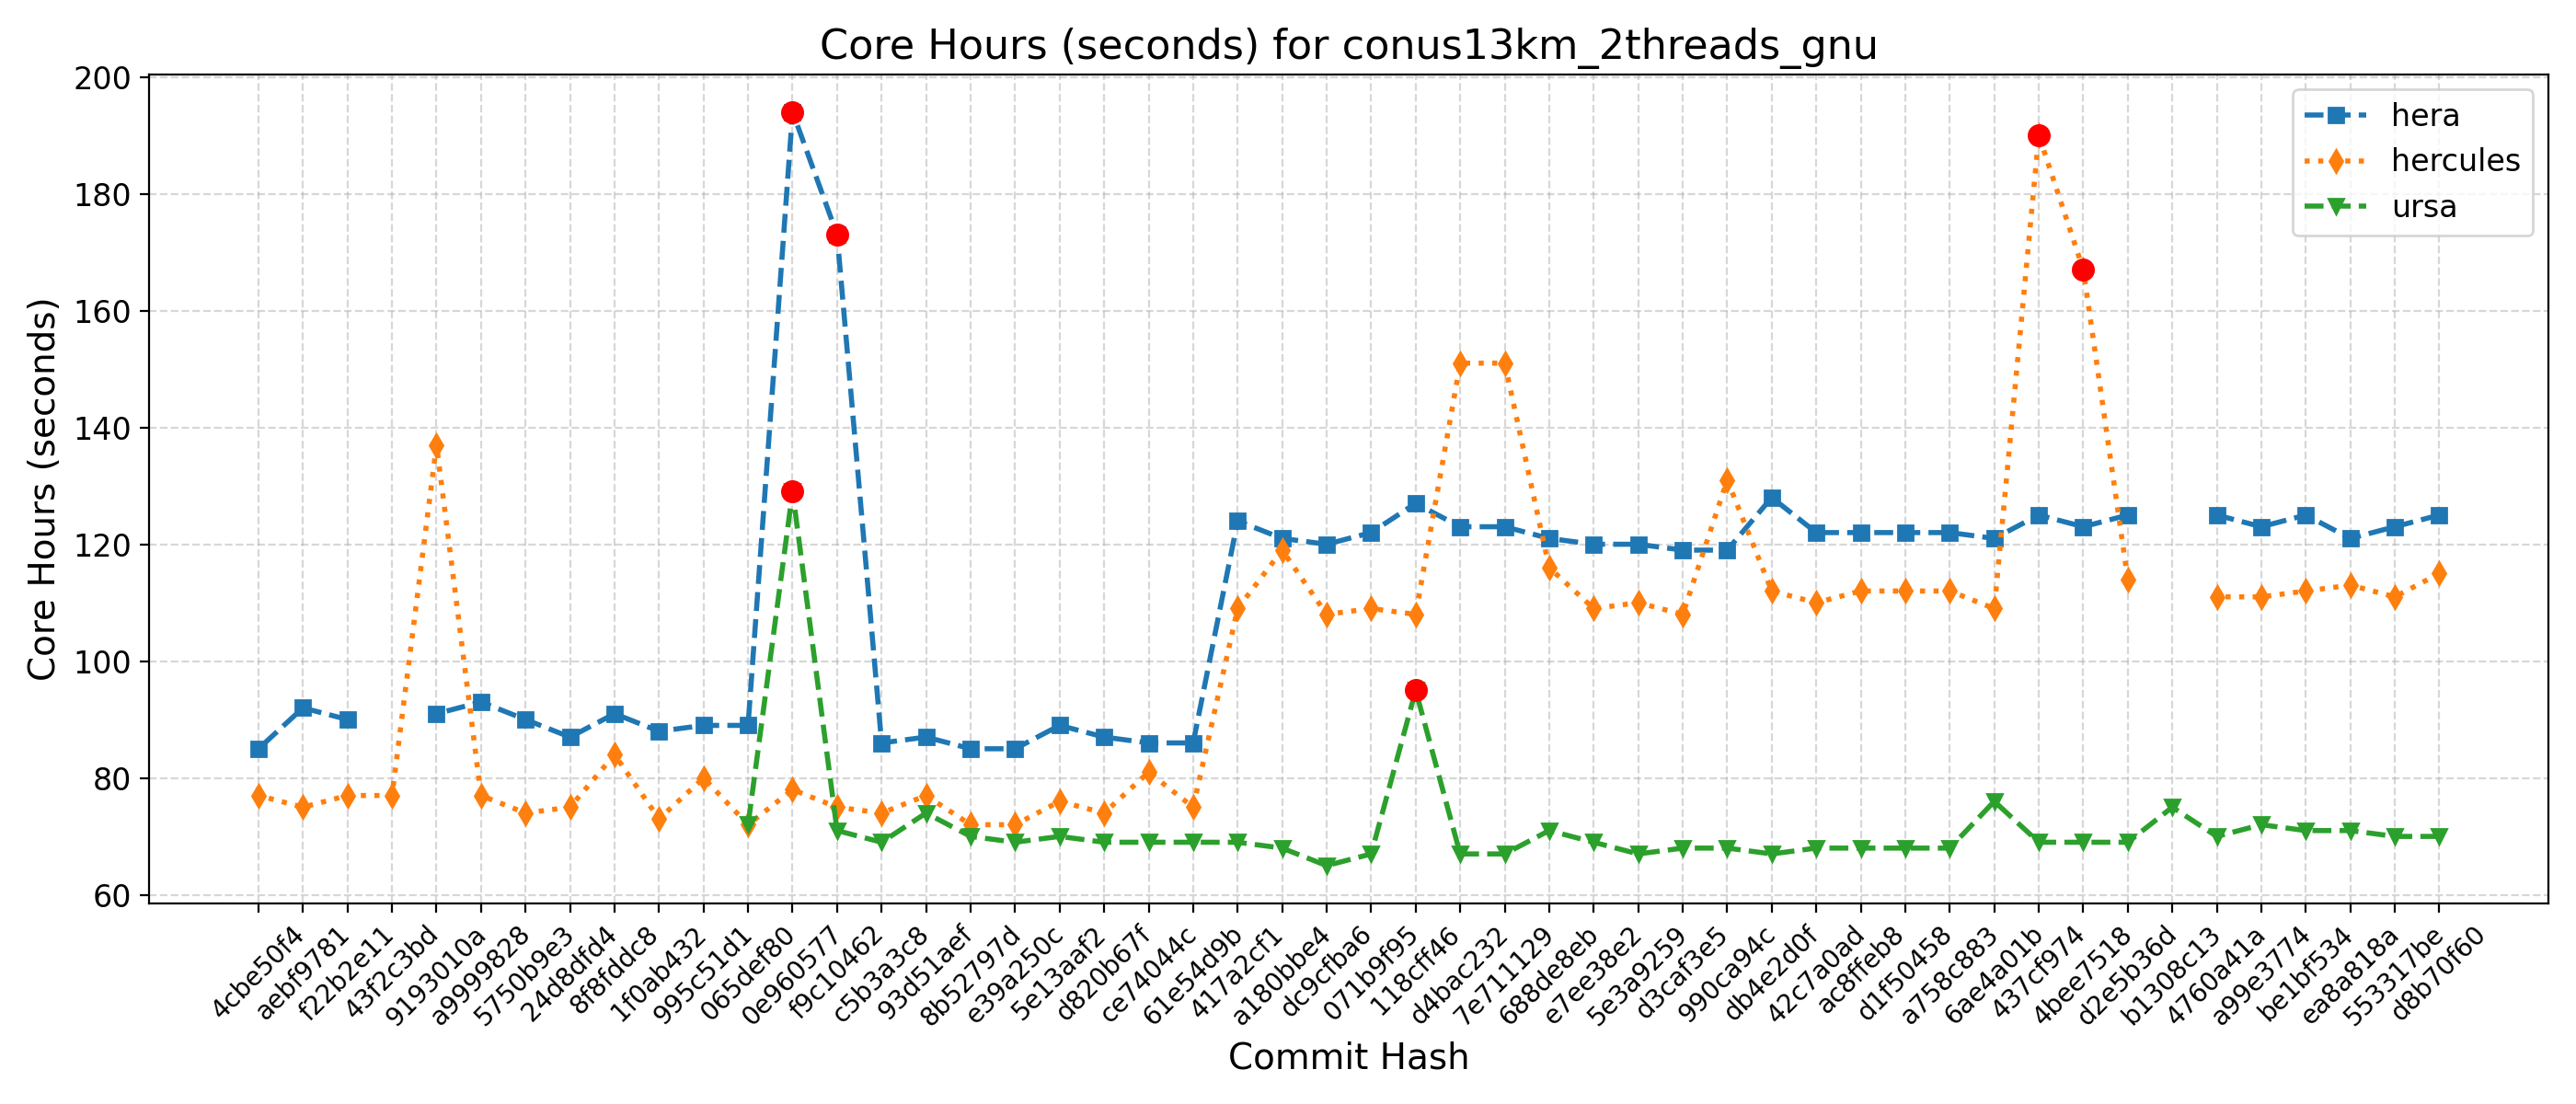 Core Hours (seconds) for conus13km_2threads_gnu
200
180
160
140
120
100
80
60
Core Hours (seconds)
hera
hercules
ursa
4cbe50f4
aebf9781
f22b2e11
43f2c3bd
9193010a
a9999828
5750b9e3
24d8dfd4
8f8fddc8
1f0ab432
995c51d1
065def80
0e960577
f9c10462
c5b3a3c8
93d51aef
8b52797d
e39a250c
5e13aaf2
d820b67f
ce74044c
61e54d9b
417a2cf1
a180bbe4
dc9cfba6
071b9f95
118cff46
d4bac232
7e711129
688de8eb
e7ee38e2
5e3a9259
d3caf3e5
990ca94c
db4e2d0f
42c7a0ad
ac8ffeb8
d1f50458
a758c883
6ae4a01b
437cf974
4bee7518
d2e5b36d
b1308c13
4760a41a
a99e3774
be1bf534
ea8a818a
553317be
d8b70f60
Commit Hash